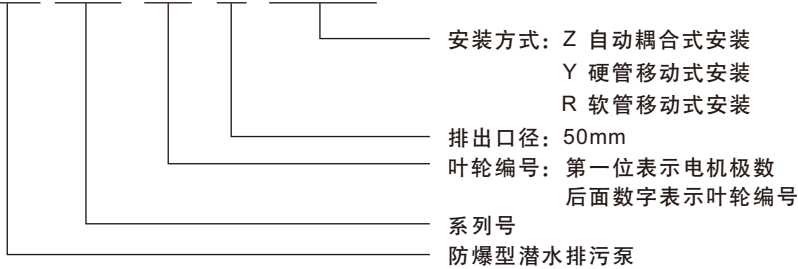 安装方式：Z 自动耦合式安装
Y 硬管移动式安装
R 软管移动式安装
排出口径：50mm
叶轮编号：第一位表示电机极数
后面数字表示叶轮编号
系列号
防爆型潜水排污泵